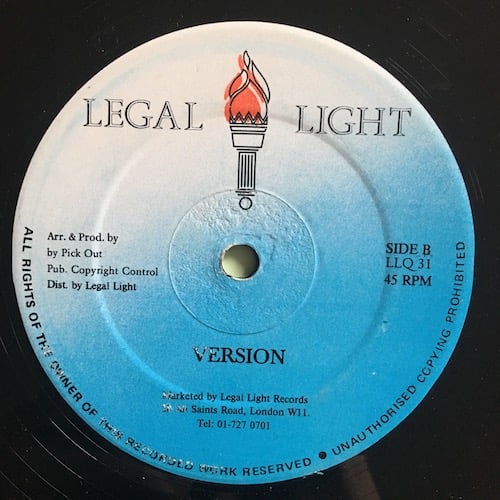 LEGAL LIGHT
Arr. & Prod. by
by Pick Out
Pub. Copyright Control
Dist. by Legal Light
SIDE B
LLQ 31
45 RPM
VERSION
Marketed by Legal Light Records
Saints Road, London W11.
Tel: 01-727 0701
ALL RIGHTS OF THE OWNER OF THIS RECORDED WORK RESERVED ● UNAUTHORISED COPYING PROHIBITED